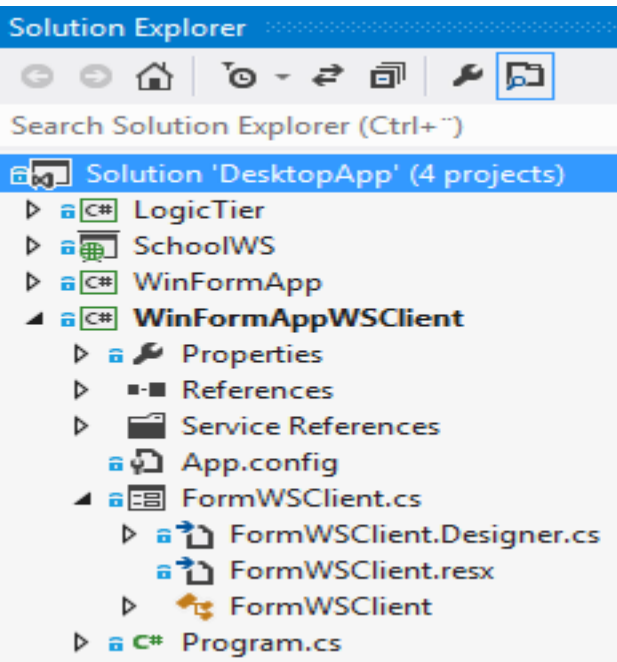 Solution Explorer
Search Solution Explorer (Ctrl+¨)
Solution 'DesktopApp' (4 projects)
C# LogicTier
SchoolWS
C# WinFormApp
C# WinFormAppWSClient
Properties
References
Service References
App.config
FormWSClient.cs
FormWSClient.Designer.cs
FormWSClient.resx
FormWSClient
C# Program.cs